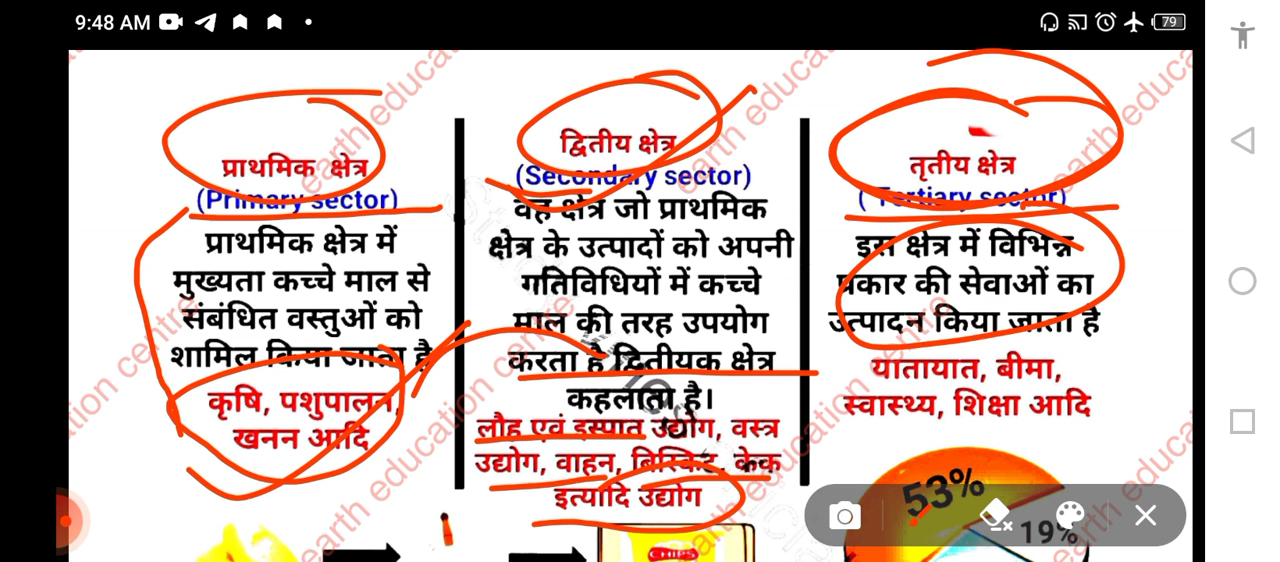 9:48 AM
79
प्राथमिक क्षेत्र
(Primary sector)
प्राथमिक क्षेत्र में
मुख्यता कच्चे माल से
संबंधित वस्तुओं को
शामिल किया जाता है
कृषि, पशुपालन,
खनन आदि
द्वितीय क्षेत्र
(Secondary sector)
वह क्षेत्र जो प्राथमिक
क्षेत्र के उत्पादों को अपनी
गतिविधियों में कच्चे
माल की तरह उपयोग
करता है द्वितीयक क्षेत्र
कहलाता है।
लौह एवं इस्पात उद्योग, वस्त्र
उद्योग, वाहन, बिस्किट, केक
इत्यादि उद्योग
CHIPS
तृतीय क्षेत्र
( Tertiary sector)
इस क्षेत्र में विभिन्न
प्रकार की सेवाओं का
उत्पादन किया जाता है
यातायात, बीमा,
स्वास्थ्य, शिक्षा आदि
53%
19%
earth education centre